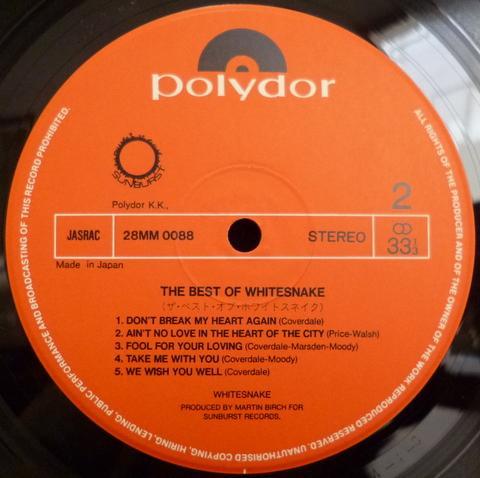 polydor
SUNBURST
Polydor K.K.,
2
JASRAC
28MM 0088
STEREO
33 1/3
Made in Japan
THE BEST OF WHITESNAKE
(ザ・ベスト・オブ・ホワイトスネイク)
1. DON'T BREAK MY HEART AGAIN (Coverdale)
2. AIN'T NO LOVE IN THE HEART OF THE CITY (Price-Walsh)
3. FOOL FOR YOUR LOVING (Coverdale-Marsden-Moody)
4. TAKE ME WITH YOU (Coverdale-Moody)
5. WE WISH YOU WELL (Coverdale)
WHITESNAKE
PRODUCED BY MARTIN BIRCH FOR
SUNBURST RECORDS.
ALL RIGHTS OF THE PRODUCER AND OF THE OWNER OF THE WORK REPRODUCED RESERVED. UNAUTHORISED COPYING, HIRING, LENDING, PUBLIC PERFORMANCE AND BROADCASTING OF THIS RECORD PROHIBITED.